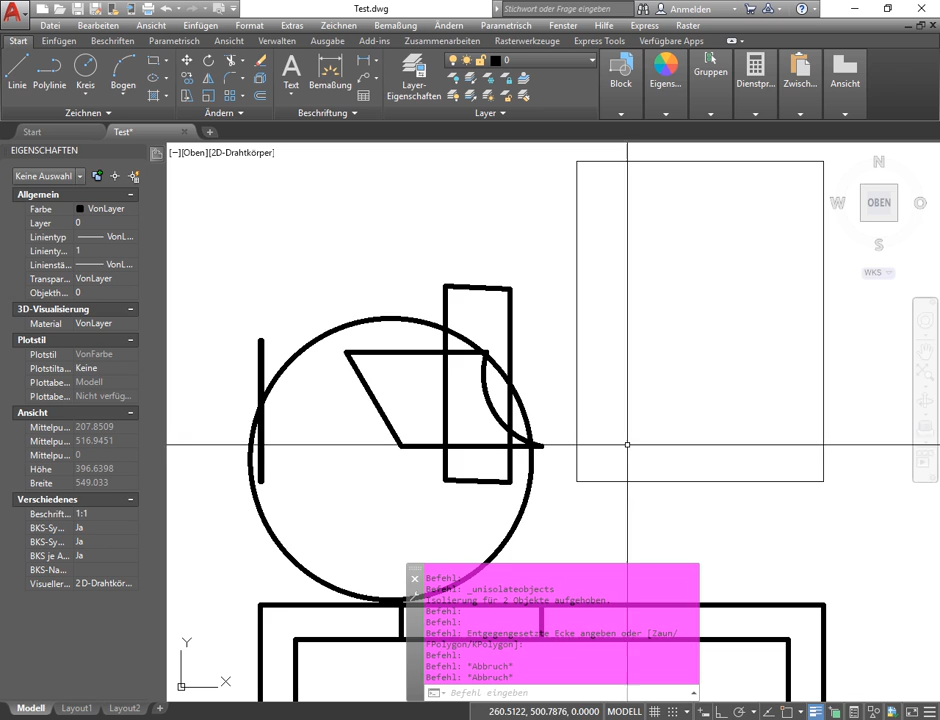 Test.dwg
Stichwort oder Frage eingeben
Anmelden
Datei Bearbeiten Ansicht Einfügen Format Extras Zeichnen Bemaßung Ändern Parametrisch Fenster Hilfe Express Raster
Start Einfügen Beschriften Parametrisch Ansicht Verwalten Ausgabe Add-ins Zusammenarbeiten Rasterwerkzeuge Express Tools Verfügbare Apps
0
Linie Polylinie Kreis Bogen Text Bemaßung Layer-Eigenschaften Block Eigens... Gruppen Dienstpr... Zwisch... Ansicht
Zeichnen Ändern Beschriftung Layer
Start Test*
EIGENSCHAFTEN
[−][Oben][2D-Drahtkörper]
Keine Auswahl
Allgemein
Farbe VonLayer
Layer 0
Linientyp VonL...
Linienty... 1
Linienstä... VonL...
Transpar... VonLayer
Objekth... 0
3D-Visualisierung
Material VonLayer
Plotstil
Plotstil VonFarbe
Plotstilta... Keine
Plottabe... Modell
Plottabe... Nicht verfüg...
Ansicht
Mittelpu... 207.8509
Mittelpu... 516.9451
Mittelpu... 0
Höhe 396.6398
Breite 549.033
Verschiedenes
Beschrift... 1:1
BKS-Sy... Ja
BKS-Sy... Ja
BKS je A... Ja
BKS-Na...
Visueller... 2D-Drahtkör...
N
W OBEN O
S
WKS
Y
X
Befehl:
Befehl: _unisolateobjects
Isolierung für 2 Objekte aufgehoben.
Befehl:
Befehl:
Befehl: Entgegengesetzte Ecke angeben oder [Zaun/
FPolygon/KPolygon]:
Befehl:
Befehl: *Abbruch*
Befehl: *Abbruch*
Befehl eingeben
Modell Layout1 Layout2 +
260.5122, 500.7876, 0.0000 MODELL